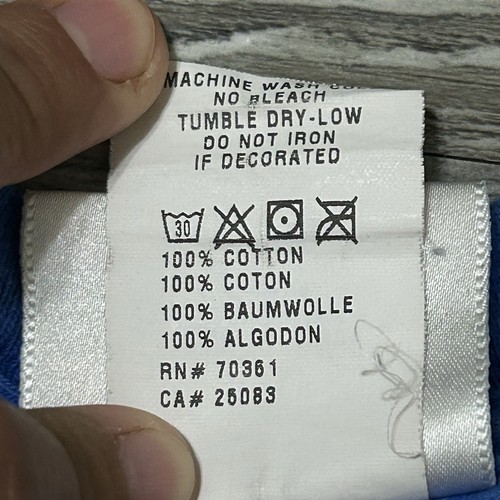 MACHINE WASH
NO BLEACH
TUMBLE DRY-LOW
DO NOT IRON
IF DECORATED
30
100% COTTON
100% COTON
100% BAUMWOLLE
100% ALGODON
RN# 70361
CA# 25083